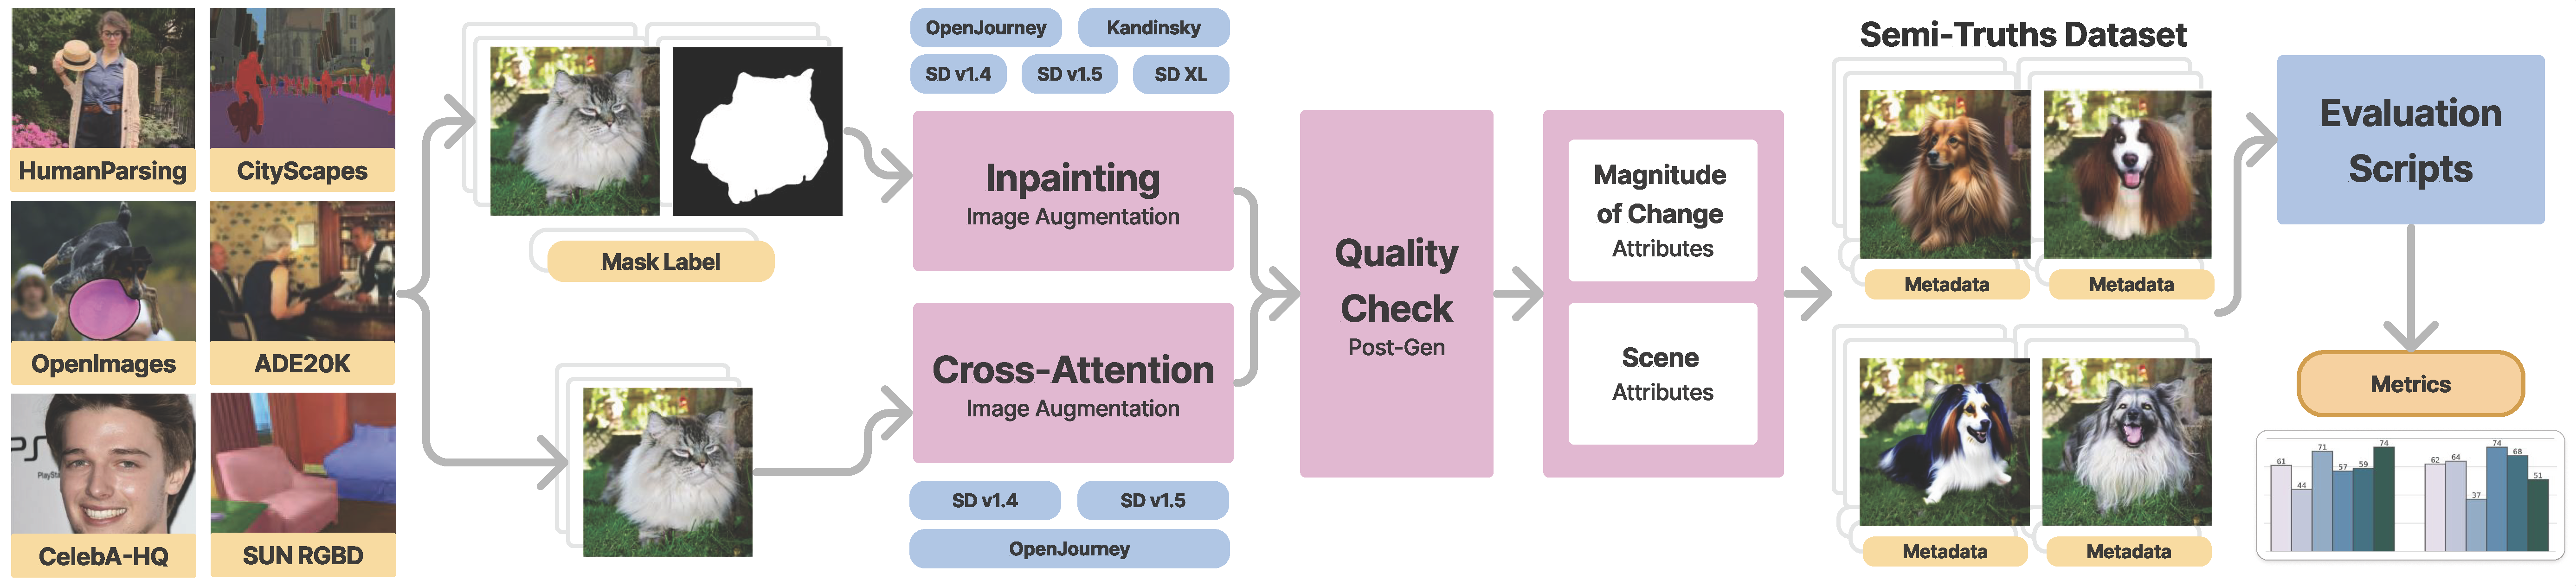 HumanParsing
CityScapes
OpenImages
ADE20K
PlaySta
CelebA-HQ
SUN RGBD
Mask Label
OpenJourney
Kandinsky
SD v1.4
SD v1.5
SD XL
Inpainting
Image Augmentation
Cross-Attention
Image Augmentation
SD v1.4
SD v1.5
OpenJourney
Quality
Check
Post-Gen
Magnitude
of Change
Attributes
Scene
Attributes
Semi-Truths Dataset
Metadata
Metadata
Metadata
Metadata
Evaluation
Scripts
Metrics
61
44
71
57
59
74
62
64
37
74
68
51